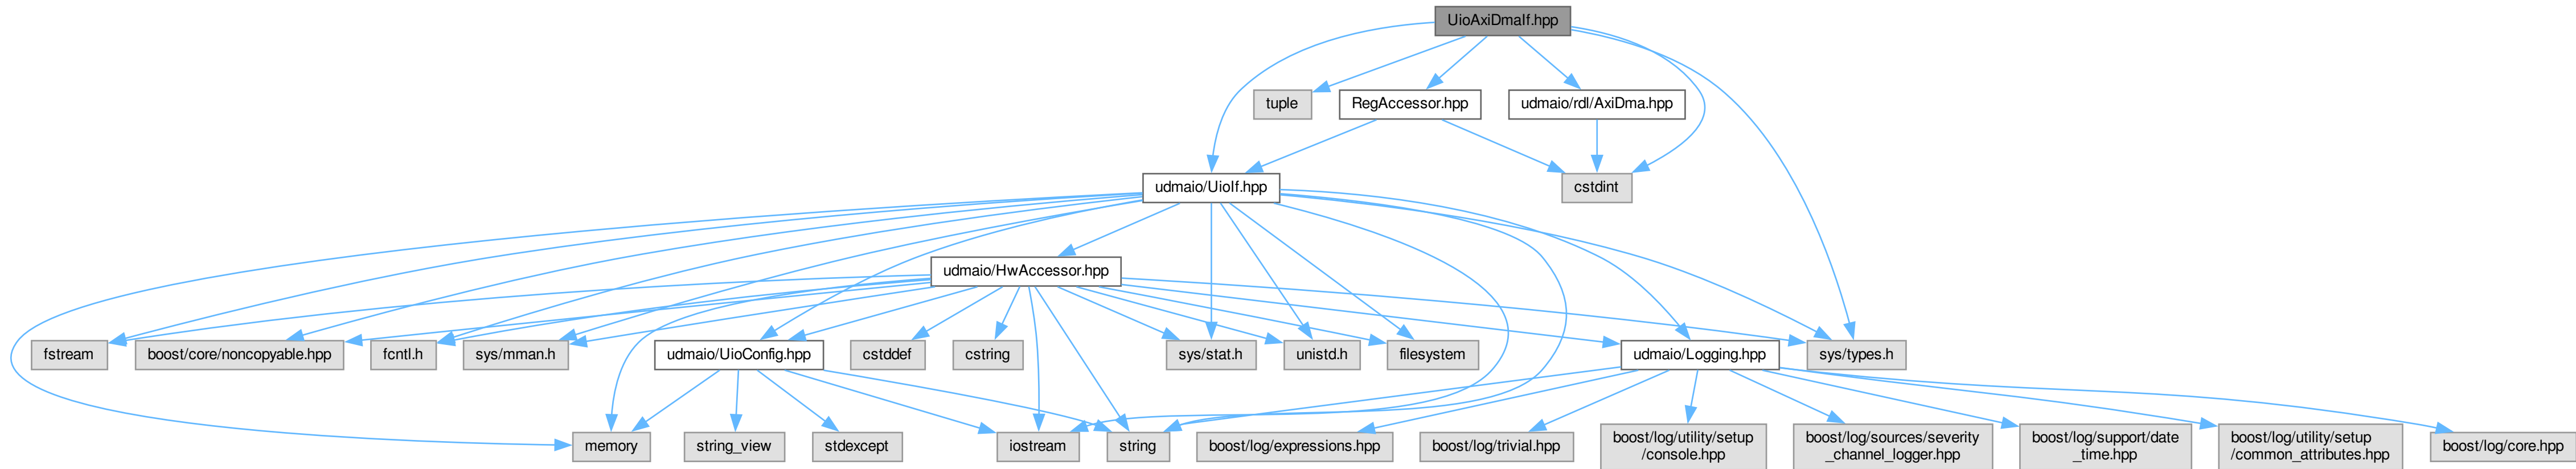 UioAxiDmaIf.hpp
tuple
RegAccessor.hpp
udmaio/rdl/AxiDma.hpp
udmaio/UioIf.hpp
cstdint
udmaio/HwAccessor.hpp
fstream
boost/core/noncopyable.hpp
fcntl.h
sys/mman.h
udmaio/UioConfig.hpp
cstddef
cstring
sys/stat.h
unistd.h
filesystem
udmaio/Logging.hpp
sys/types.h
memory
string_view
stdexcept
iostream
string
boost/log/expressions.hpp
boost/log/trivial.hpp
boost/log/utility/setup
/console.hpp
boost/log/sources/severity
_channel_logger.hpp
boost/log/support/date
_time.hpp
boost/log/utility/setup
/common_attributes.hpp
boost/log/core.hpp